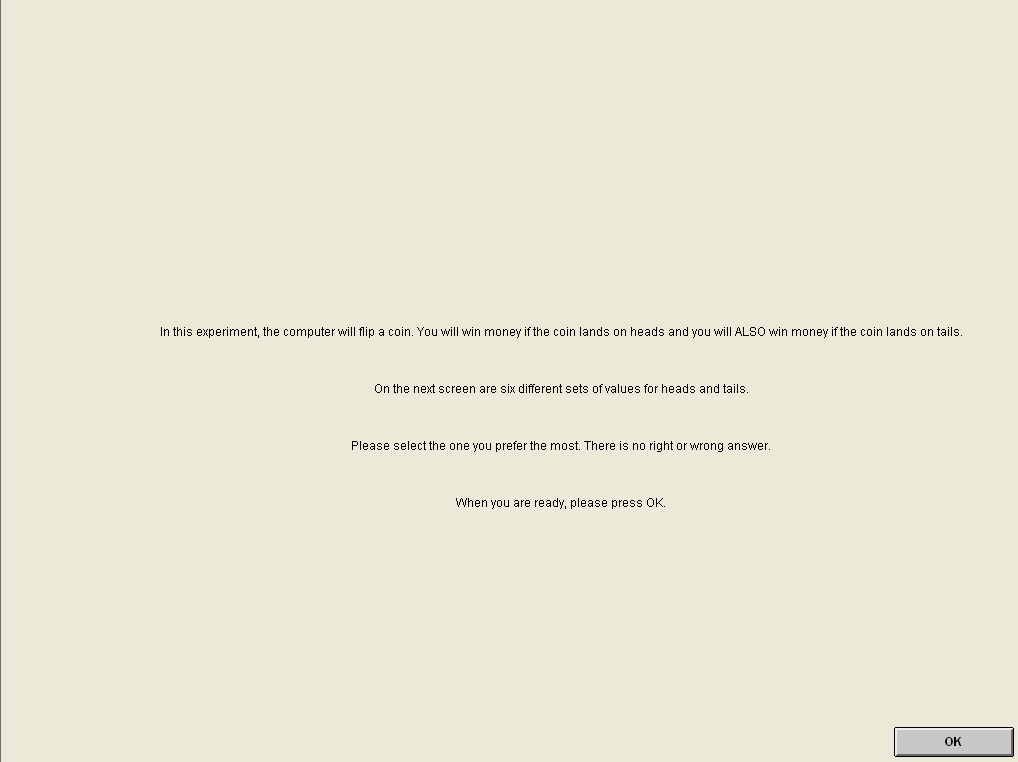 In this experiment, the computer will flip a coin. You will win money if the coin lands on heads and you will ALSO win money if the coin lands on tails.
On the next screen are six different sets of values for heads and tails.
Please select the one you prefer the most. There is no right or wrong answer.
When you are ready, please press OK.
OK